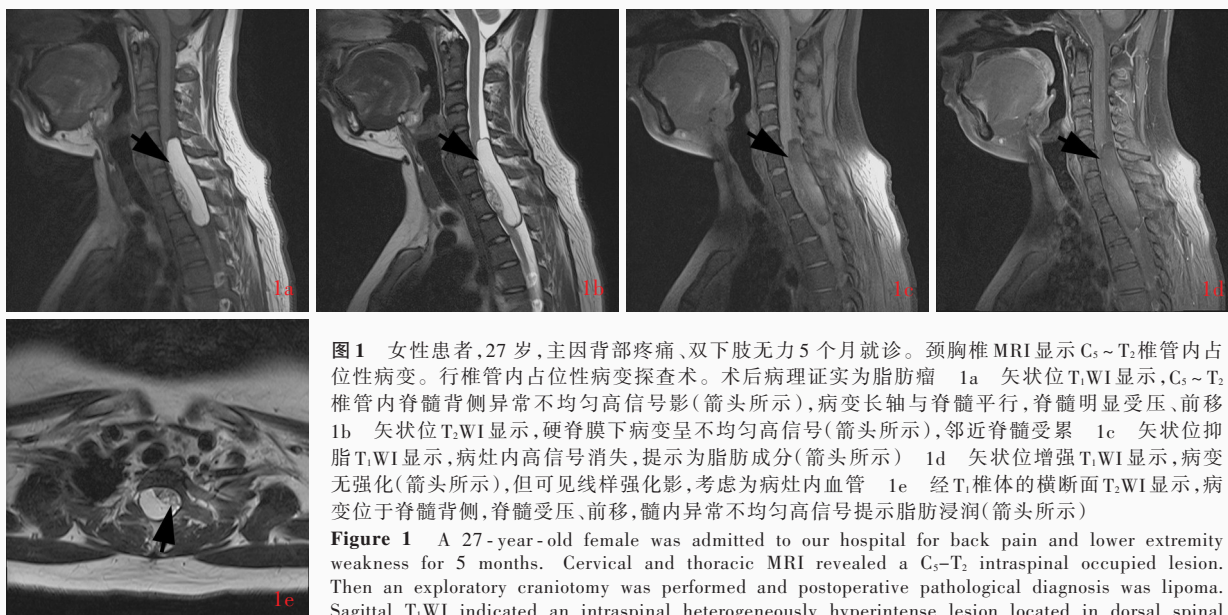 1a
1b
1c
1d
1e
图1 女性患者,27 岁,主因背部疼痛、双下肢无力5 个月就诊。颈胸椎 MRI显示 C₅～T₂椎管内占
位性病变。行椎管内占位性病变探查术。术后病理证实为脂肪瘤 1a 矢状位T₁WI显示,C₅～T₂
椎管内脊髓背侧异常不均匀高信号影(箭头所示),病变长轴与脊髓平行,脊髓明显受压、前移
1b 矢状位T₂WI显示,硬脊膜下病变呈不均匀高信号(箭头所示),邻近脊髓受累 1c 矢状位抑
脂T₁WI显示,病灶内高信号消失,提示为脂肪成分(箭头所示) 1d 矢状位增强T₁WI显示,病变
无强化(箭头所示),但可见线样强化影,考虑为病灶内血管 1e 经T₁椎体的横断面T₂WI显示,病
变位于脊髓背侧,脊髓受压、前移,髓内异常不均匀高信号提示脂肪浸润(箭头所示)
Figure 1 A 27-year-old female was admitted to our hospital for back pain and lower extremity
weakness for 5 months. Cervical and thoracic MRI revealed a C₅-T₂ intraspinal occupied lesion.
Then an exploratory craniotomy was performed and postoperative pathological diagnosis was lipoma.
Sagittal T₁WI indicated an intraspinal heterogeneously hyperintense lesion located in dorsal spinal